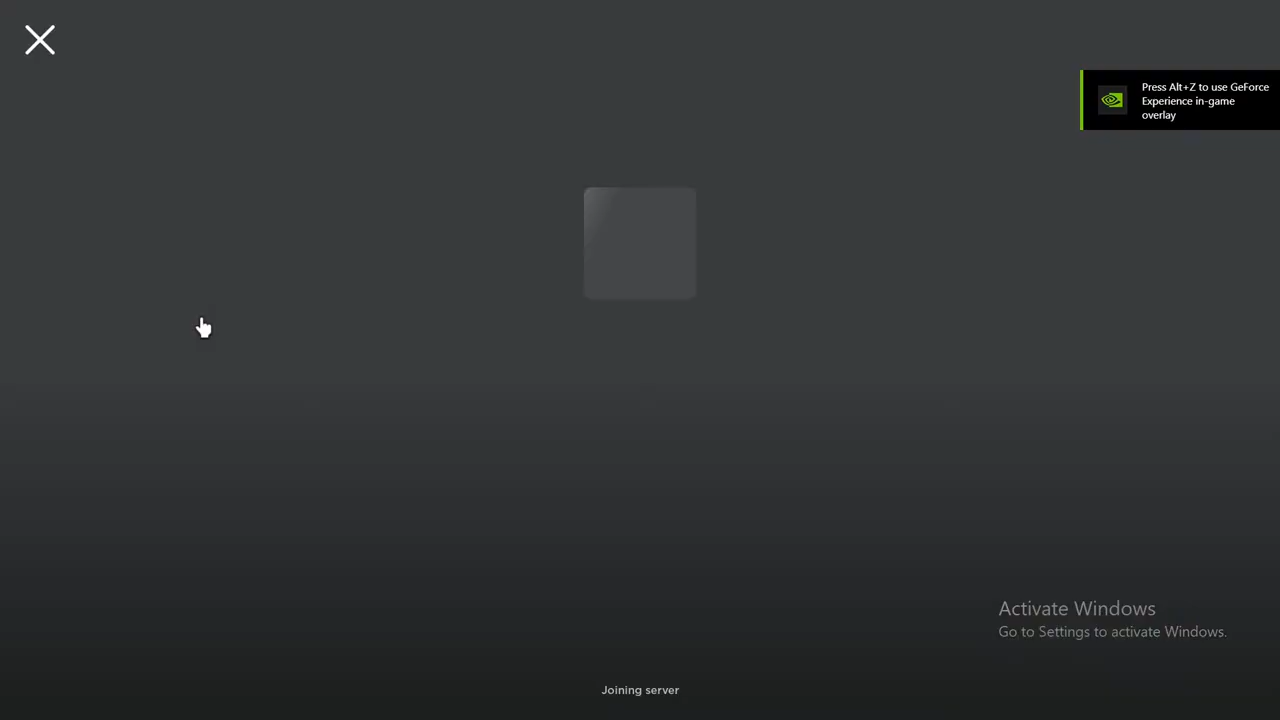 Press Alt+Z to use GeForce
Experience in-game
overlay
Activate Windows
Go to Settings to activate Windows.
Joining server